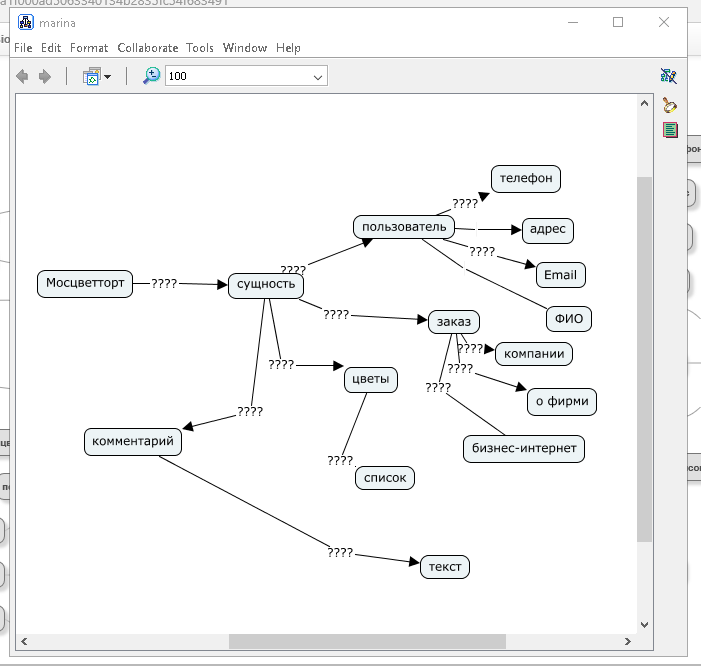 a1f000ad5063340134b2835fc54f683491
marina
File Edit Format Collaborate Tools Window Help
100
телефон
????
пользователь
адрес
????
????
Email
Мосцветторт
????
сущность
????
ФИО
заказ
????
компании
????
????
цветы
о фирми
????
????
комментарий
бизнес-интернет
????
список
????
текст